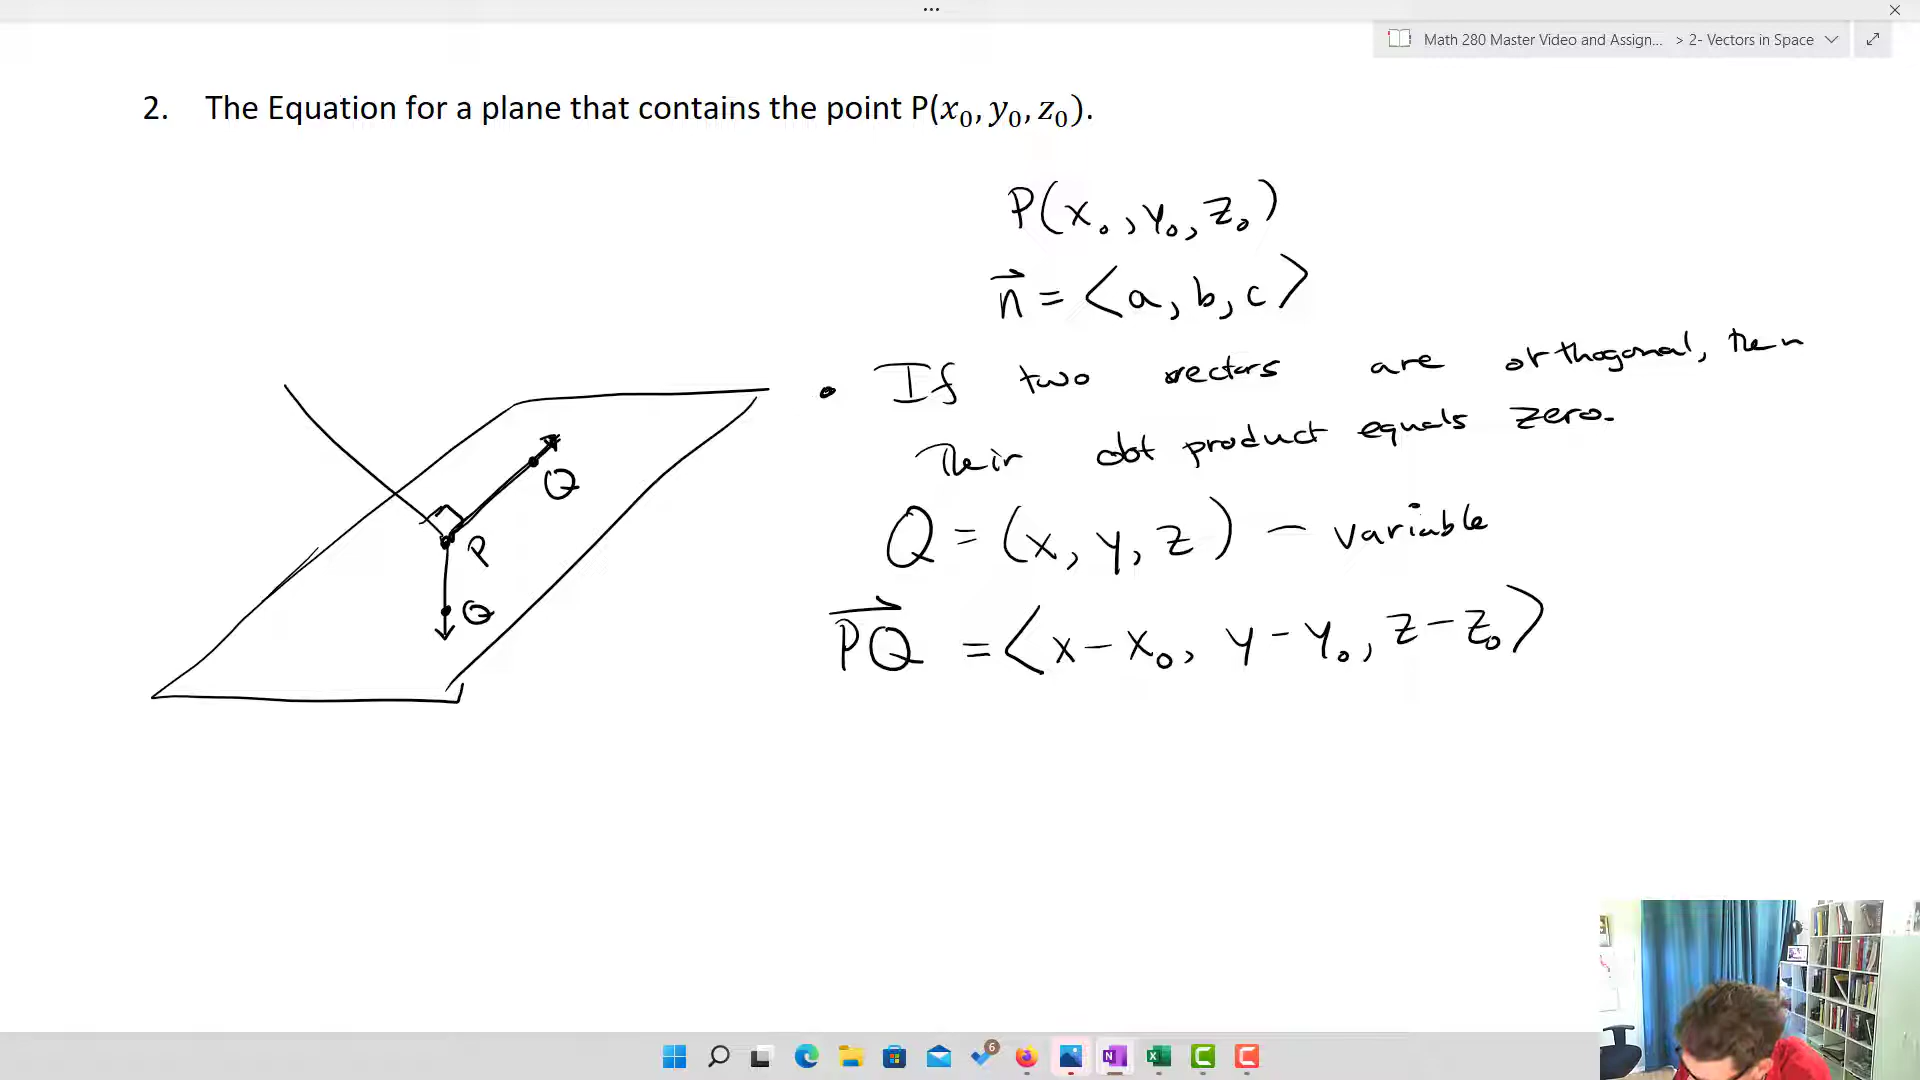 ...
Math 280 Master Video and Assign... > 2- Vectors in Space
2. The Equation for a plane that contains the point P(x₀, y₀, z₀).
P(x₀, y₀, z₀)
n⃗ = ⟨a, b, c⟩
• If two vectors are orthogonal, then
their dot product equals zero.
Q = (x, y, z) – variable
P⃗Q⃗ = ⟨x - x₀, y - y₀, z - z₀⟩
Q
P
Q
6